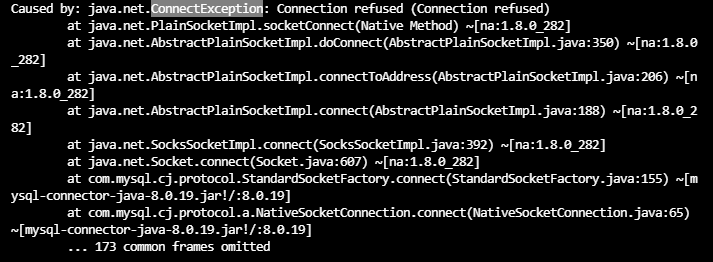 Caused by: java.net.ConnectException: Connection refused (Connection refused)
        at java.net.PlainSocketImpl.socketConnect(Native Method) ~[na:1.8.0_282]
        at java.net.AbstractPlainSocketImpl.doConnect(AbstractPlainSocketImpl.java:350) ~[na:1.8.0
_282]
        at java.net.AbstractPlainSocketImpl.connectToAddress(AbstractPlainSocketImpl.java:206) ~[n
a:1.8.0_282]
        at java.net.AbstractPlainSocketImpl.connect(AbstractPlainSocketImpl.java:188) ~[na:1.8.0_2
82]
        at java.net.SocksSocketImpl.connect(SocksSocketImpl.java:392) ~[na:1.8.0_282]
        at java.net.Socket.connect(Socket.java:607) ~[na:1.8.0_282]
        at com.mysql.cj.protocol.StandardSocketFactory.connect(StandardSocketFactory.java:155) ~[m
ysql-connector-java-8.0.19.jar!/:8.0.19]
        at com.mysql.cj.protocol.a.NativeSocketConnection.connect(NativeSocketConnection.java:65)
~[mysql-connector-java-8.0.19.jar!/:8.0.19]
        ... 173 common frames omitted